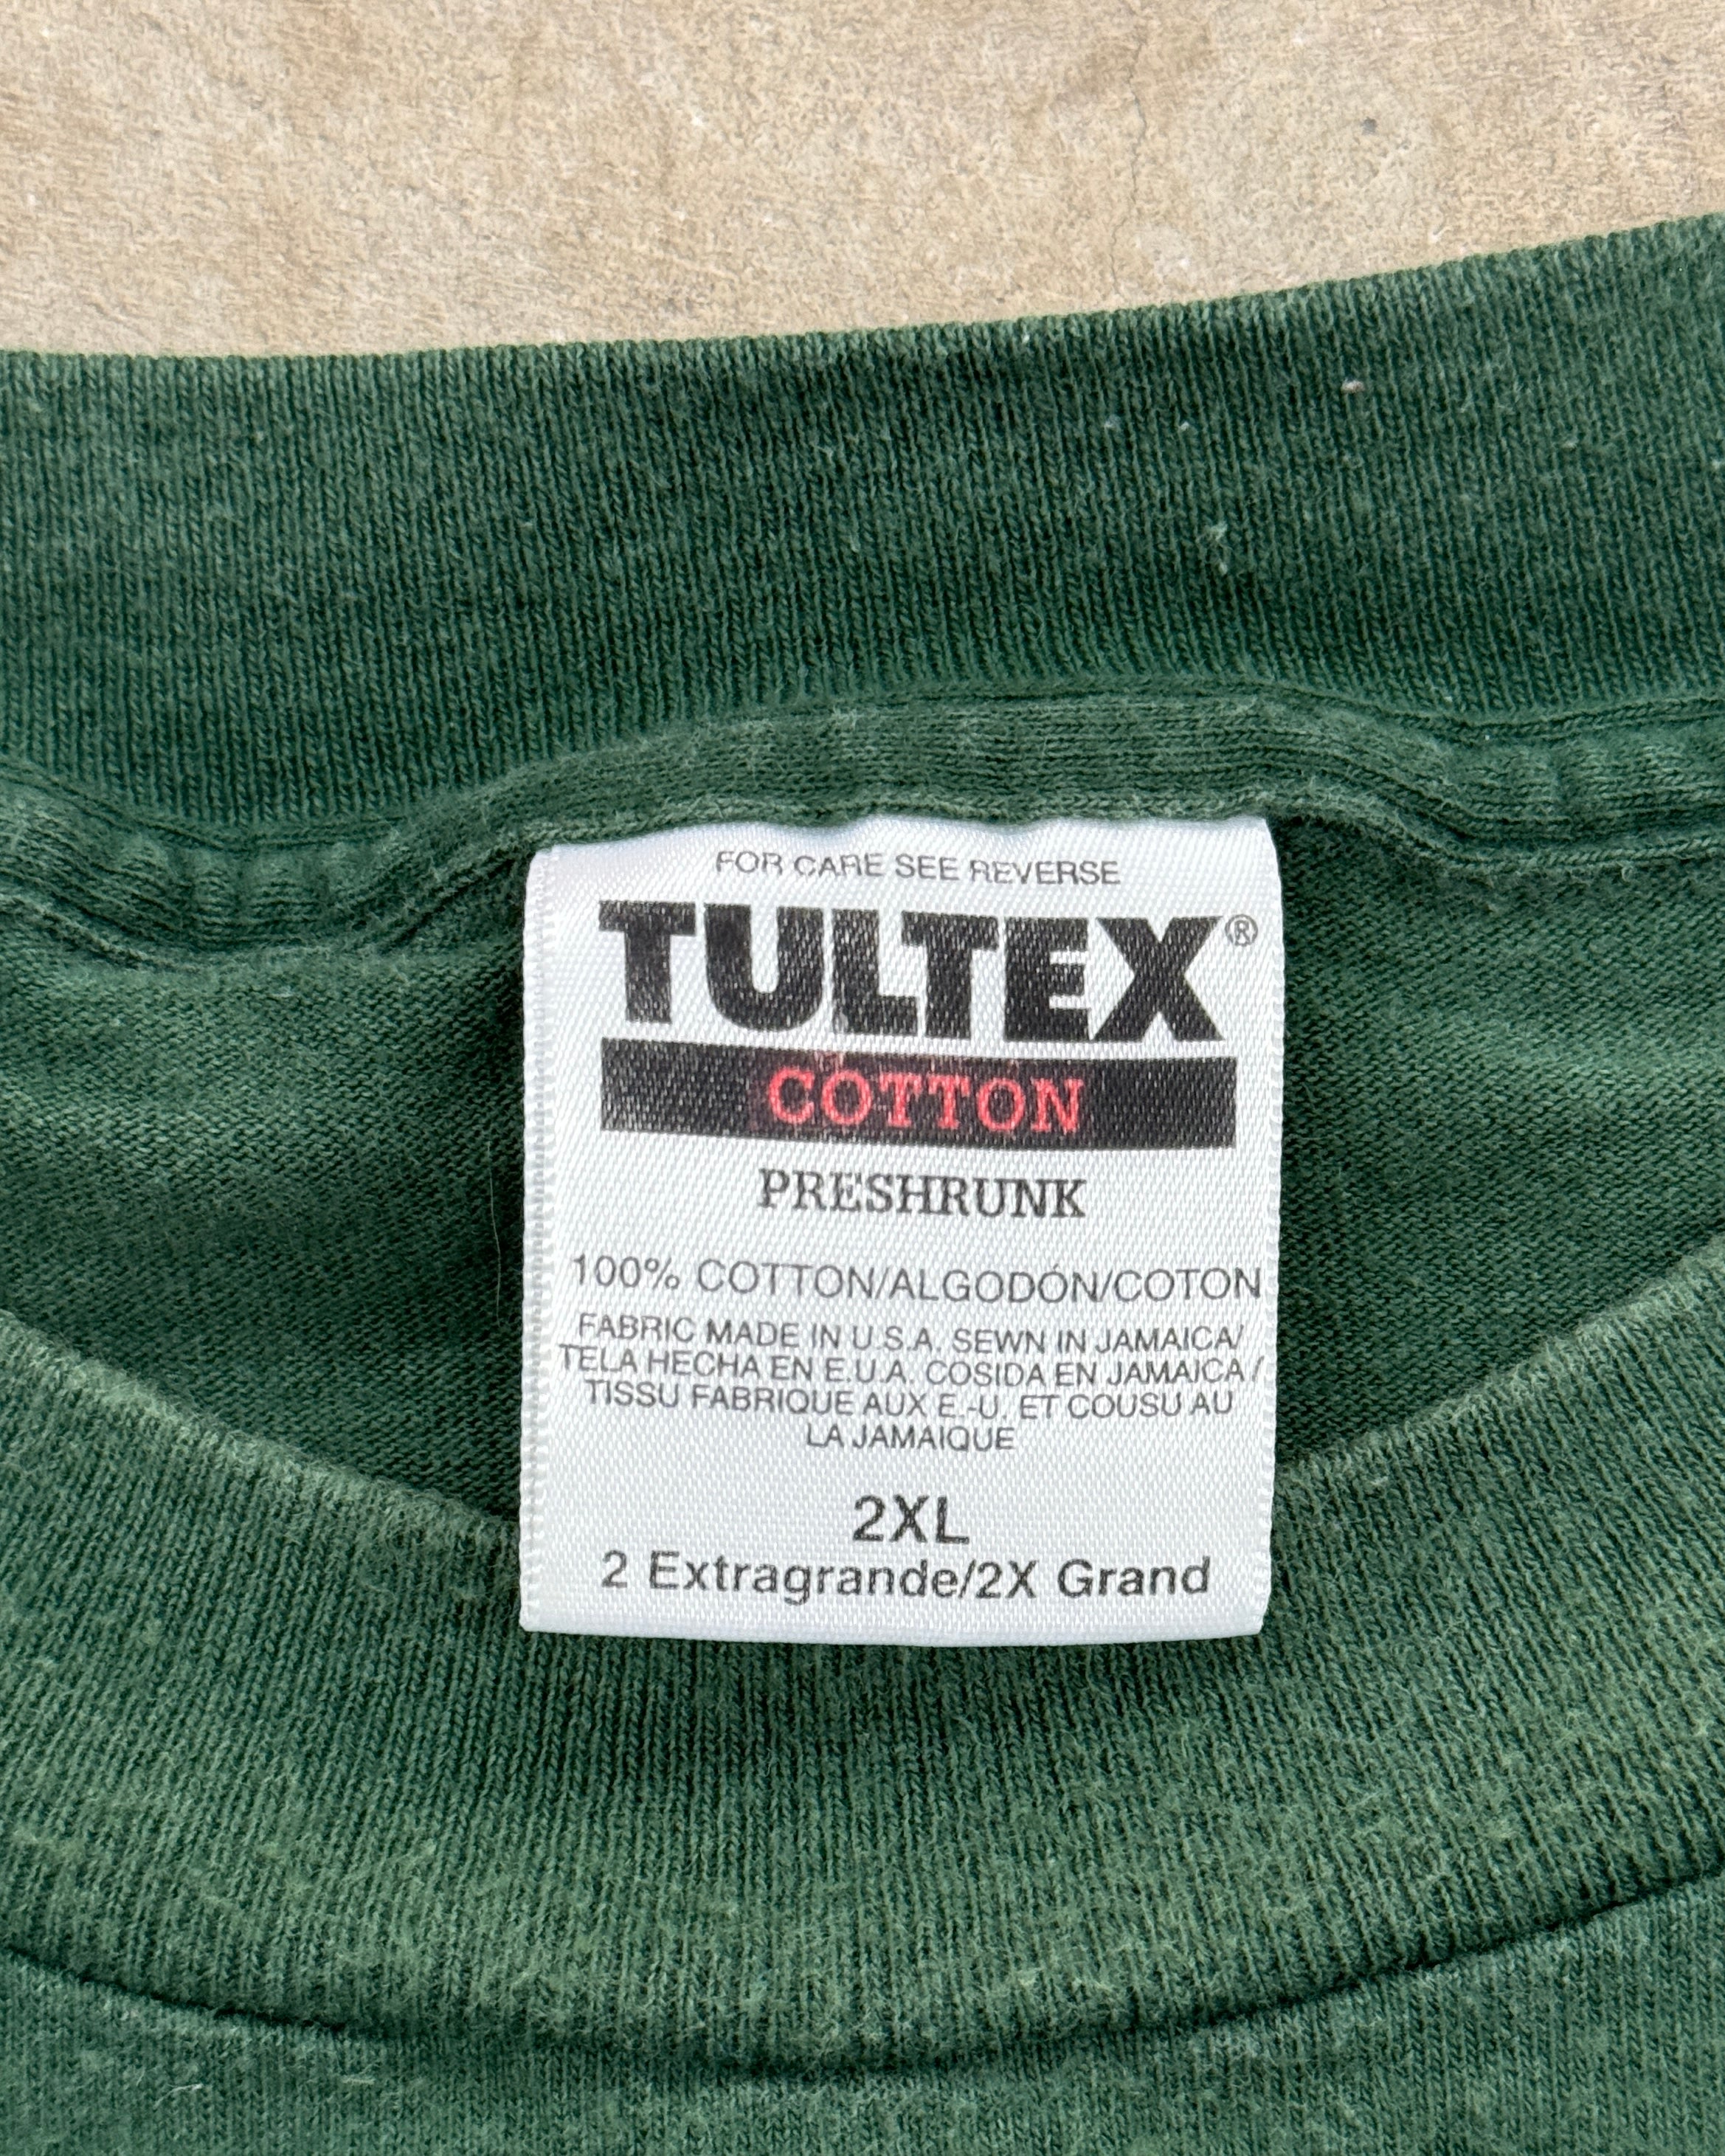 FOR CARE SEE REVERSE
TULTEX®
COTTON
PRESHRUNK
100% COTTON/ALGODÓN/COTON
FABRIC MADE IN U.S.A. SEWN IN JAMAICA/
TELA HECHA EN E.U.A. COSIDA EN JAMAICA/
TISSU FABRIQUE AUX E.-U. ET COUSU AU
LA JAMAIQUE
2XL
2 Extragrande/2X Grand